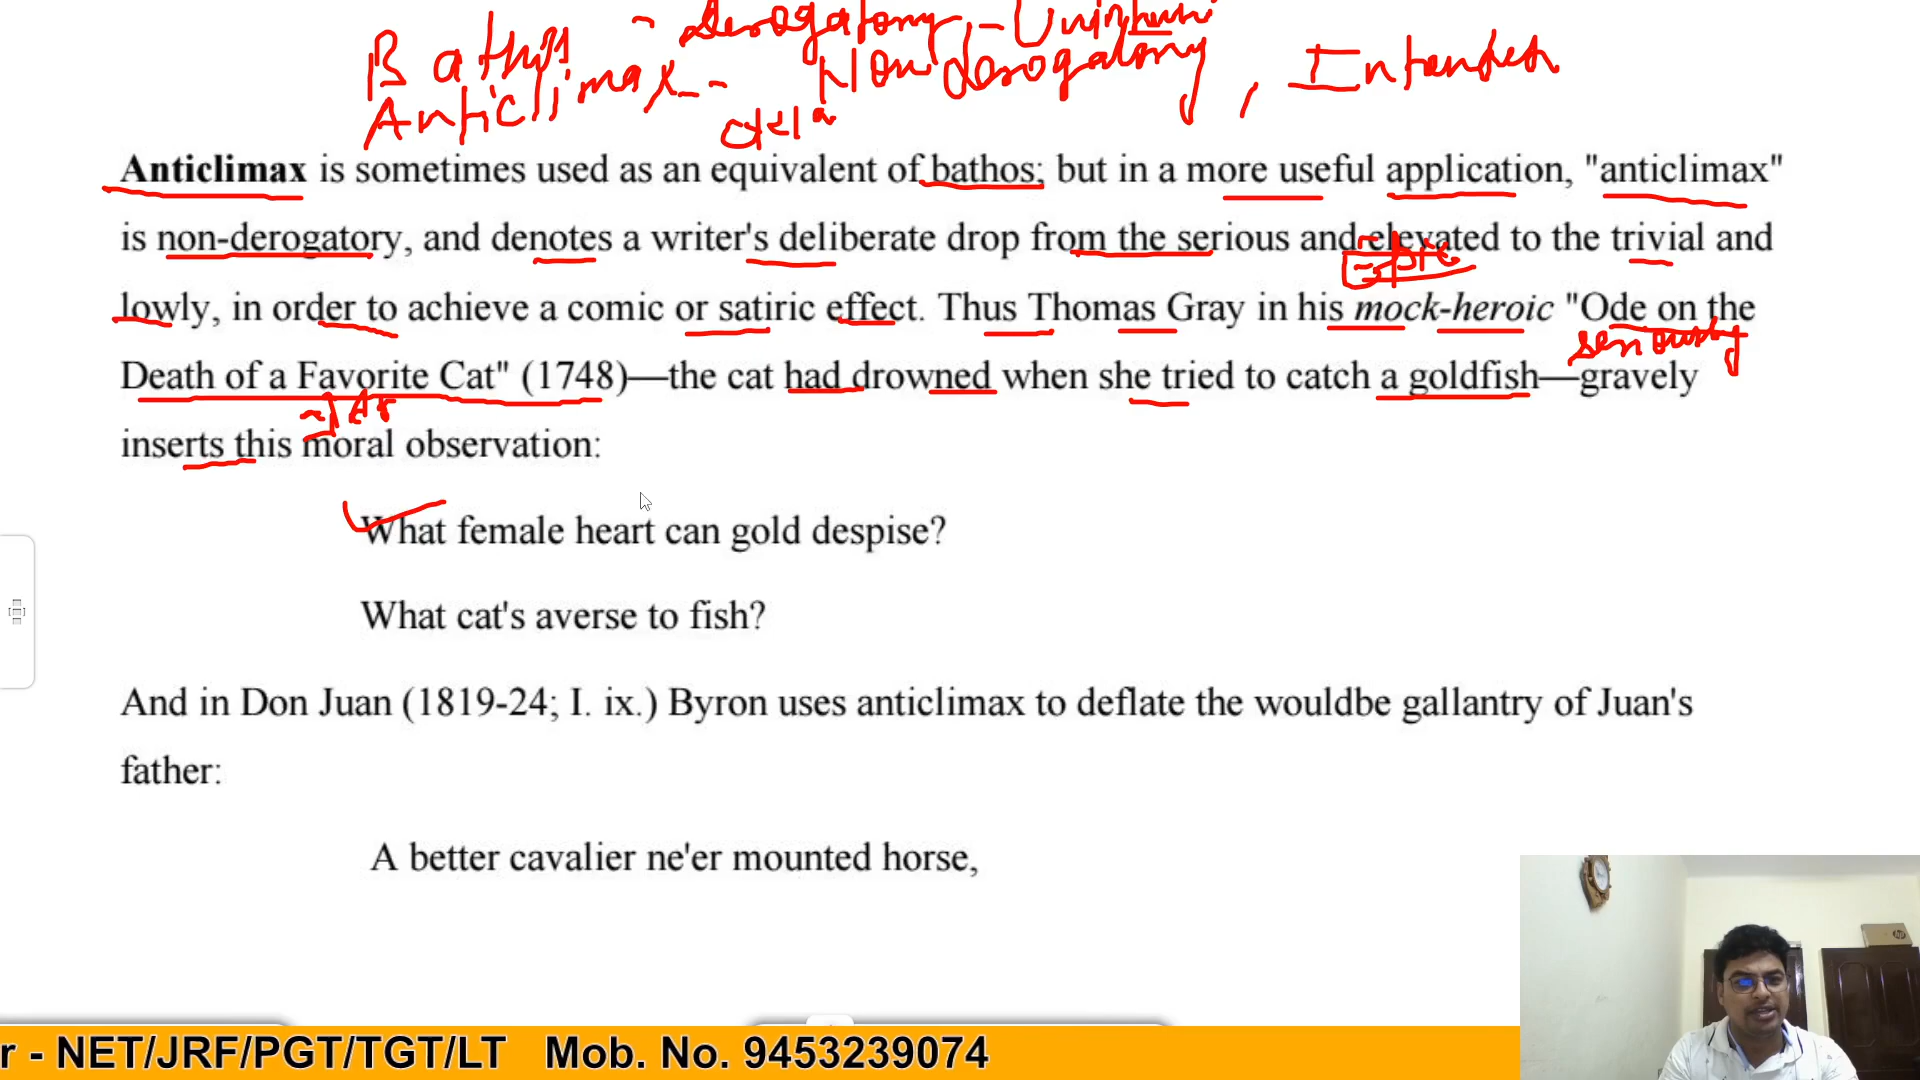 Bathos - derogatory, -
Anticlimax - Non derogatory, Intended
Anticlimax is sometimes used as an equivalent of bathos; but in a more useful application, "anticlimax"
is non-derogatory, and denotes a writer's deliberate drop from the serious and elevated to the trivial and
Epic
lowly, in order to achieve a comic or satiric effect. Thus Thomas Gray in his mock-heroic "Ode on the
seriously
Death of a Favorite Cat" (1748)—the cat had drowned when she tried to catch a goldfish—gravely
inserts this moral observation:
What female heart can gold despise?
What cat's averse to fish?
And in Don Juan (1819-24; I. ix.) Byron uses anticlimax to deflate the wouldbe gallantry of Juan's
father:
A better cavalier ne'er mounted horse,
r - NET/JRF/PGT/TGT/LT Mob. No. 9453239074